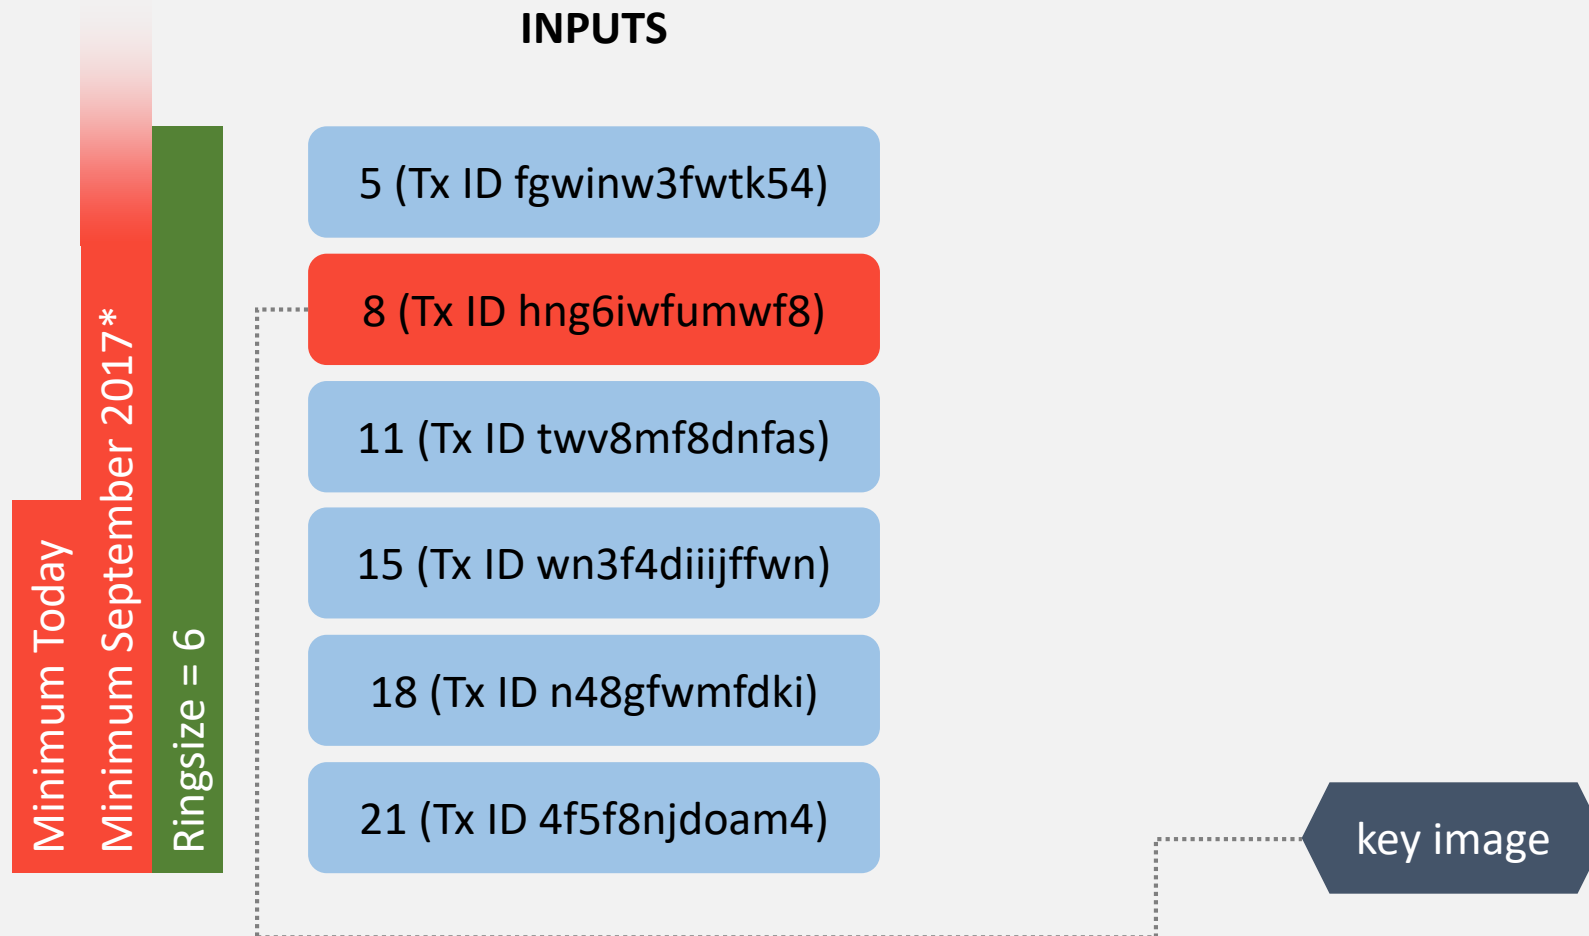 INPUTS
Minimum Today
Minimum September 2017*
Ringsize = 6
5 (Tx ID fgwinw3fwtk54)
8 (Tx ID hng6iwfumwf8)
11 (Tx ID twv8mf8dnfas)
15 (Tx ID wn3f4diiijffwn)
18 (Tx ID n48gfwmfdki)
21 (Tx ID 4f5f8njdoam4)
key image